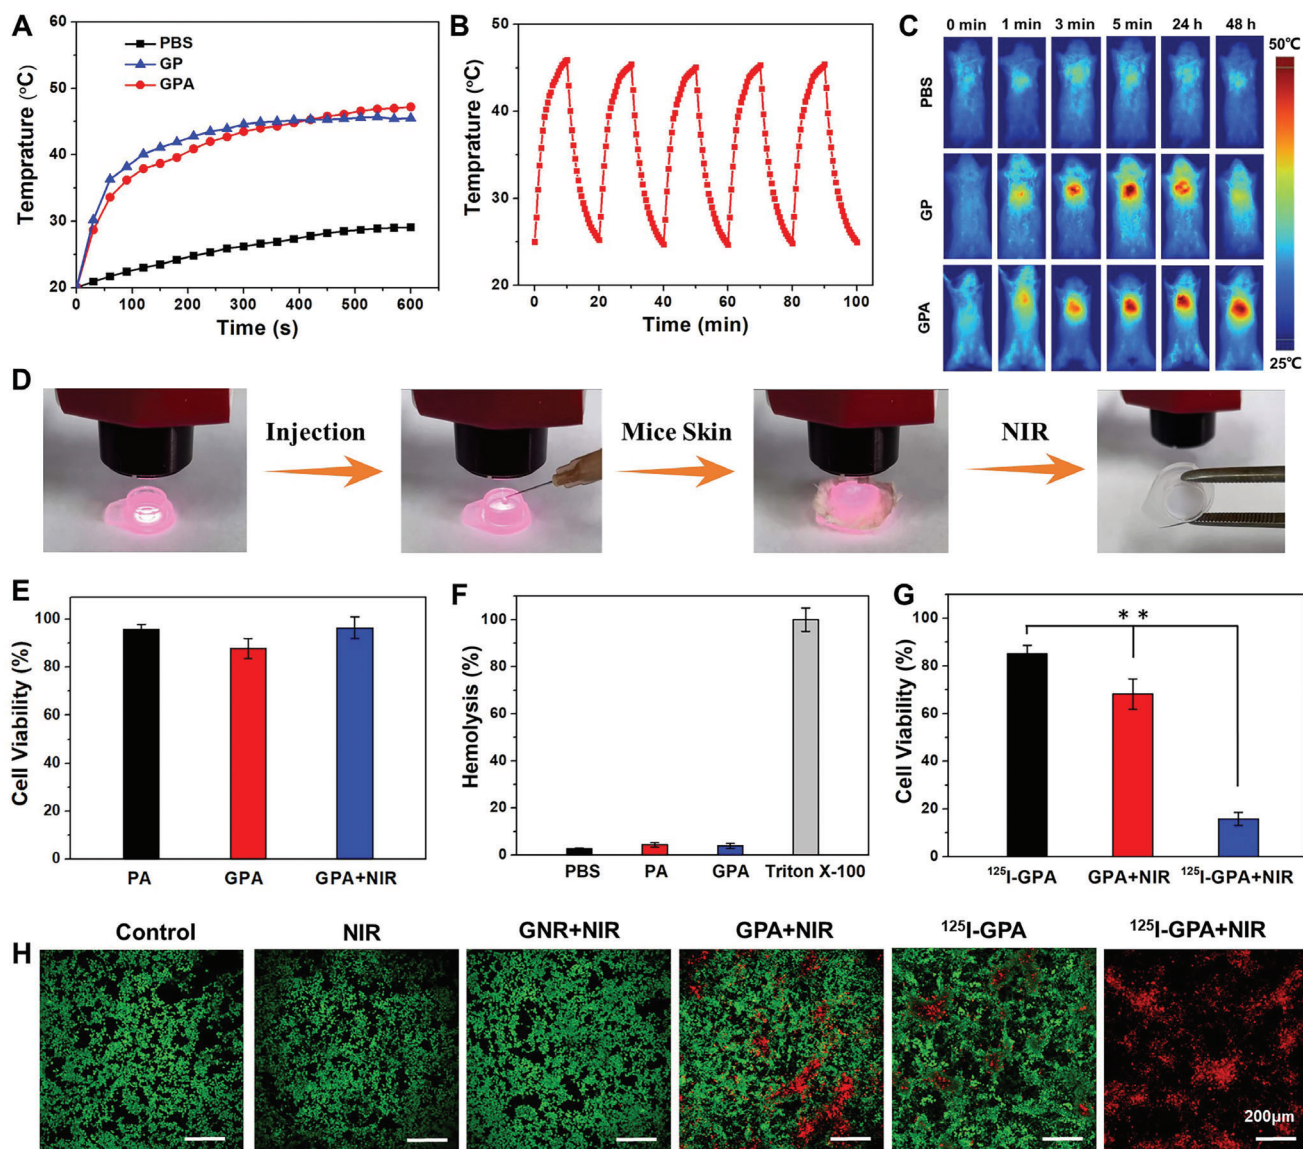 A
Temprature (°C)
60
50
40
30
20
PBS
GP
GPA
0 100 200 300 400 500 600
Time (s)
B
Temprature (°C)
50
40
30
20
0 20 40 60 80 100
Time (min)
C
0 min 1 min 3 min 5 min 24 h 48 h
PBS
GP
GPA
50℃
25℃
D
Injection
Mice Skin
NIR
E
Cell Viability (%)
100
80
60
40
20
0
PA GPA GPA+NIR
F
Hemolysis (%)
100
80
60
40
20
0
PBS PA GPA Triton X-100
G
Cell Viability (%)
100
80
60
40
20
0
* *
¹²⁵I-GPA GPA+NIR ¹²⁵I-GPA+NIR
H
Control NIR GNR+NIR GPA+NIR ¹²⁵I-GPA ¹²⁵I-GPA+NIR
200μm